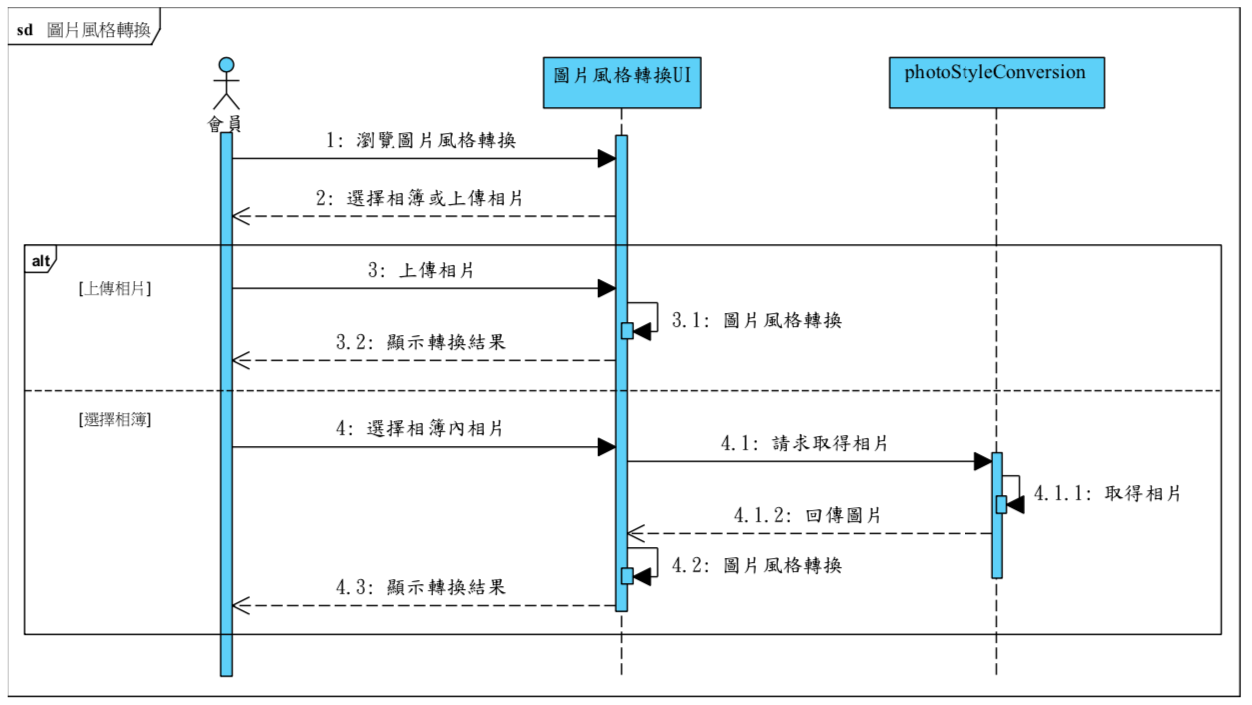 sd 圖片風格轉換
圖片風格轉換UI
photoStyleConversion
會員
1: 瀏覽圖片風格轉換
2: 選擇相簿或上傳相片
alt
[上傳相片]
3: 上傳相片
3.1: 圖片風格轉換
3.2: 顯示轉換結果
[選擇相簿]
4: 選擇相簿內相片
4.1: 請求取得相片
4.1.1: 取得相片
4.1.2: 回傳圖片
4.2: 圖片風格轉換
4.3: 顯示轉換結果